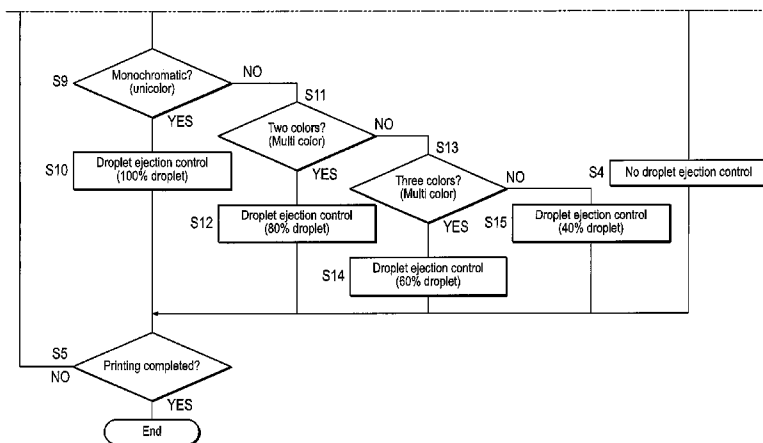 S9
Monochromatic?
(unicolor)
NO
YES
S10
Droplet ejection control
(100% droplet)
S11
Two colors?
(Multi color)
NO
YES
S12
Droplet ejection control
(80% droplet)
S13
Three colors?
(Multi color)
NO
YES
S14
Droplet ejection control
(60% droplet)
S15
Droplet ejection control
(40% droplet)
S4
No droplet ejection control
S5
Printing completed?
NO
YES
End